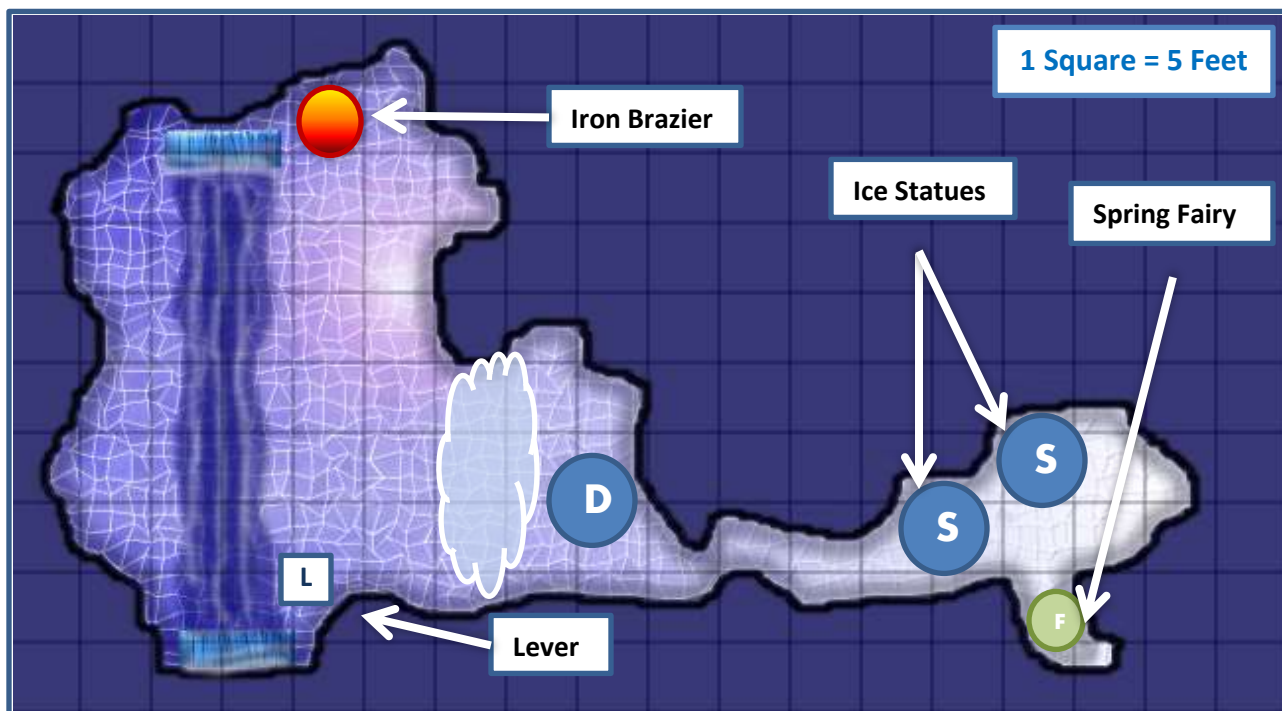 1 Square = 5 Feet
Iron Brazier
Ice Statues
Spring Fairy
S
D
S
L
F
Lever